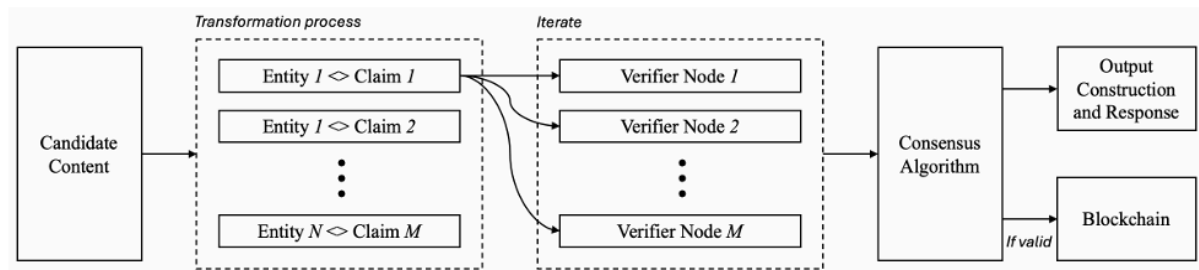 Transformation process
Iterate
Candidate
Content
Entity 1 <> Claim 1
Entity 1 <> Claim 2
Entity N <> Claim M
Verifier Node 1
Verifier Node 2
Verifier Node M
Consensus
Algorithm
Output
Construction
and Response
If valid
Blockchain